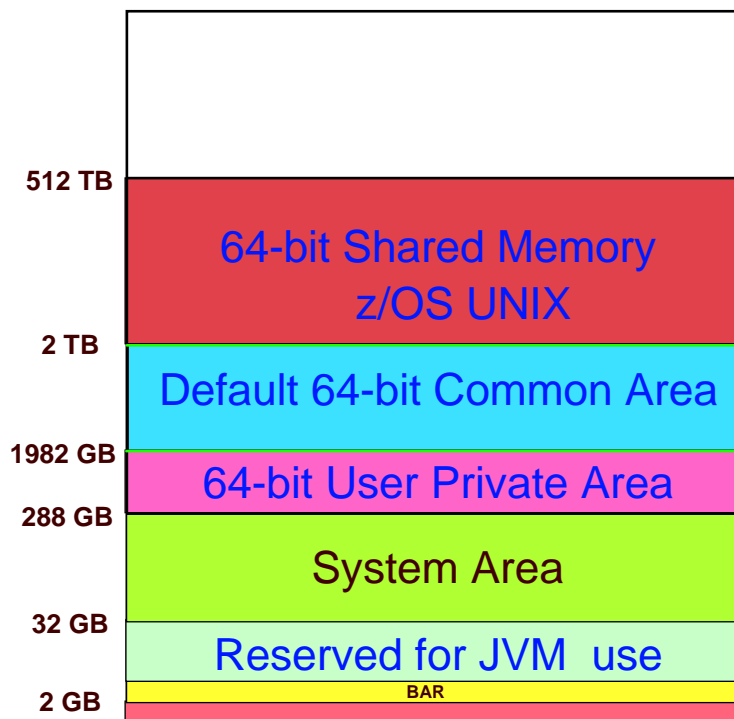 512 TB
64-bit Shared Memory
z/OS UNIX
2 TB
Default 64-bit Common Area
1982 GB
64-bit User Private Area
288 GB
System Area
32 GB
Reserved for JVM use
BAR
2 GB